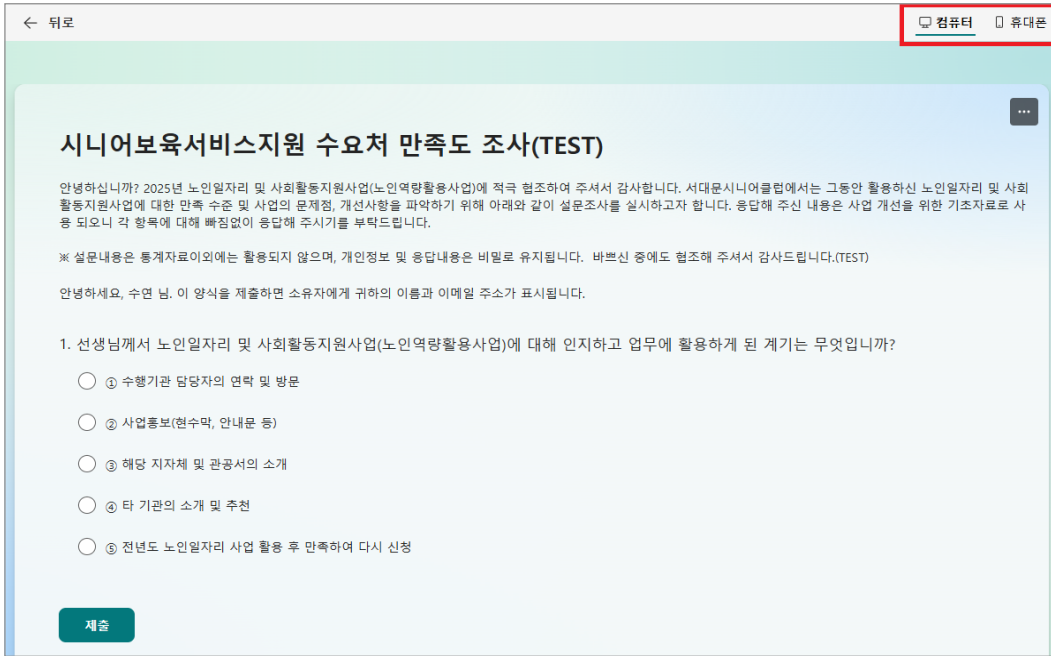 ← 뒤로
컴퓨터 휴대폰
시니어보육서비스지원 수요처 만족도 조사(TEST)
안녕하십니까? 2025년 노인일자리 및 사회활동지원사업(노인역량활용사업)에 적극 협조하여 주셔서 감사합니다. 서대문시니어클럽에서는 그동안 활용하신 노인일자리 및 사회
활동지원사업에 대한 만족 수준 및 사업의 문제점, 개선사항을 파악하기 위해 아래와 같이 설문조사를 실시하고자 합니다. 응답해 주신 내용은 사업 개선을 위한 기초자료로 사
용 되오니 각 항목에 대해 빠짐없이 응답해 주시기를 부탁드립니다.
※ 설문내용은 통계자료이외에는 활용되지 않으며, 개인정보 및 응답내용은 비밀로 유지됩니다. 바쁘신 중에도 협조해 주셔서 감사드립니다.(TEST)
안녕하세요, 수연 님. 이 양식을 제출하면 소유자에게 귀하의 이름과 이메일 주소가 표시됩니다.
1. 선생님께서 노인일자리 및 사회활동지원사업(노인역량활용사업)에 대해 인지하고 업무에 활용하게 된 계기는 무엇입니까?
① 수행기관 담당자의 연락 및 방문
② 사업홍보(현수막, 안내문 등)
③ 해당 지자체 및 관공서의 소개
④ 타 기관의 소개 및 추천
⑤ 전년도 노인일자리 사업 활용 후 만족하여 다시 신청
제출